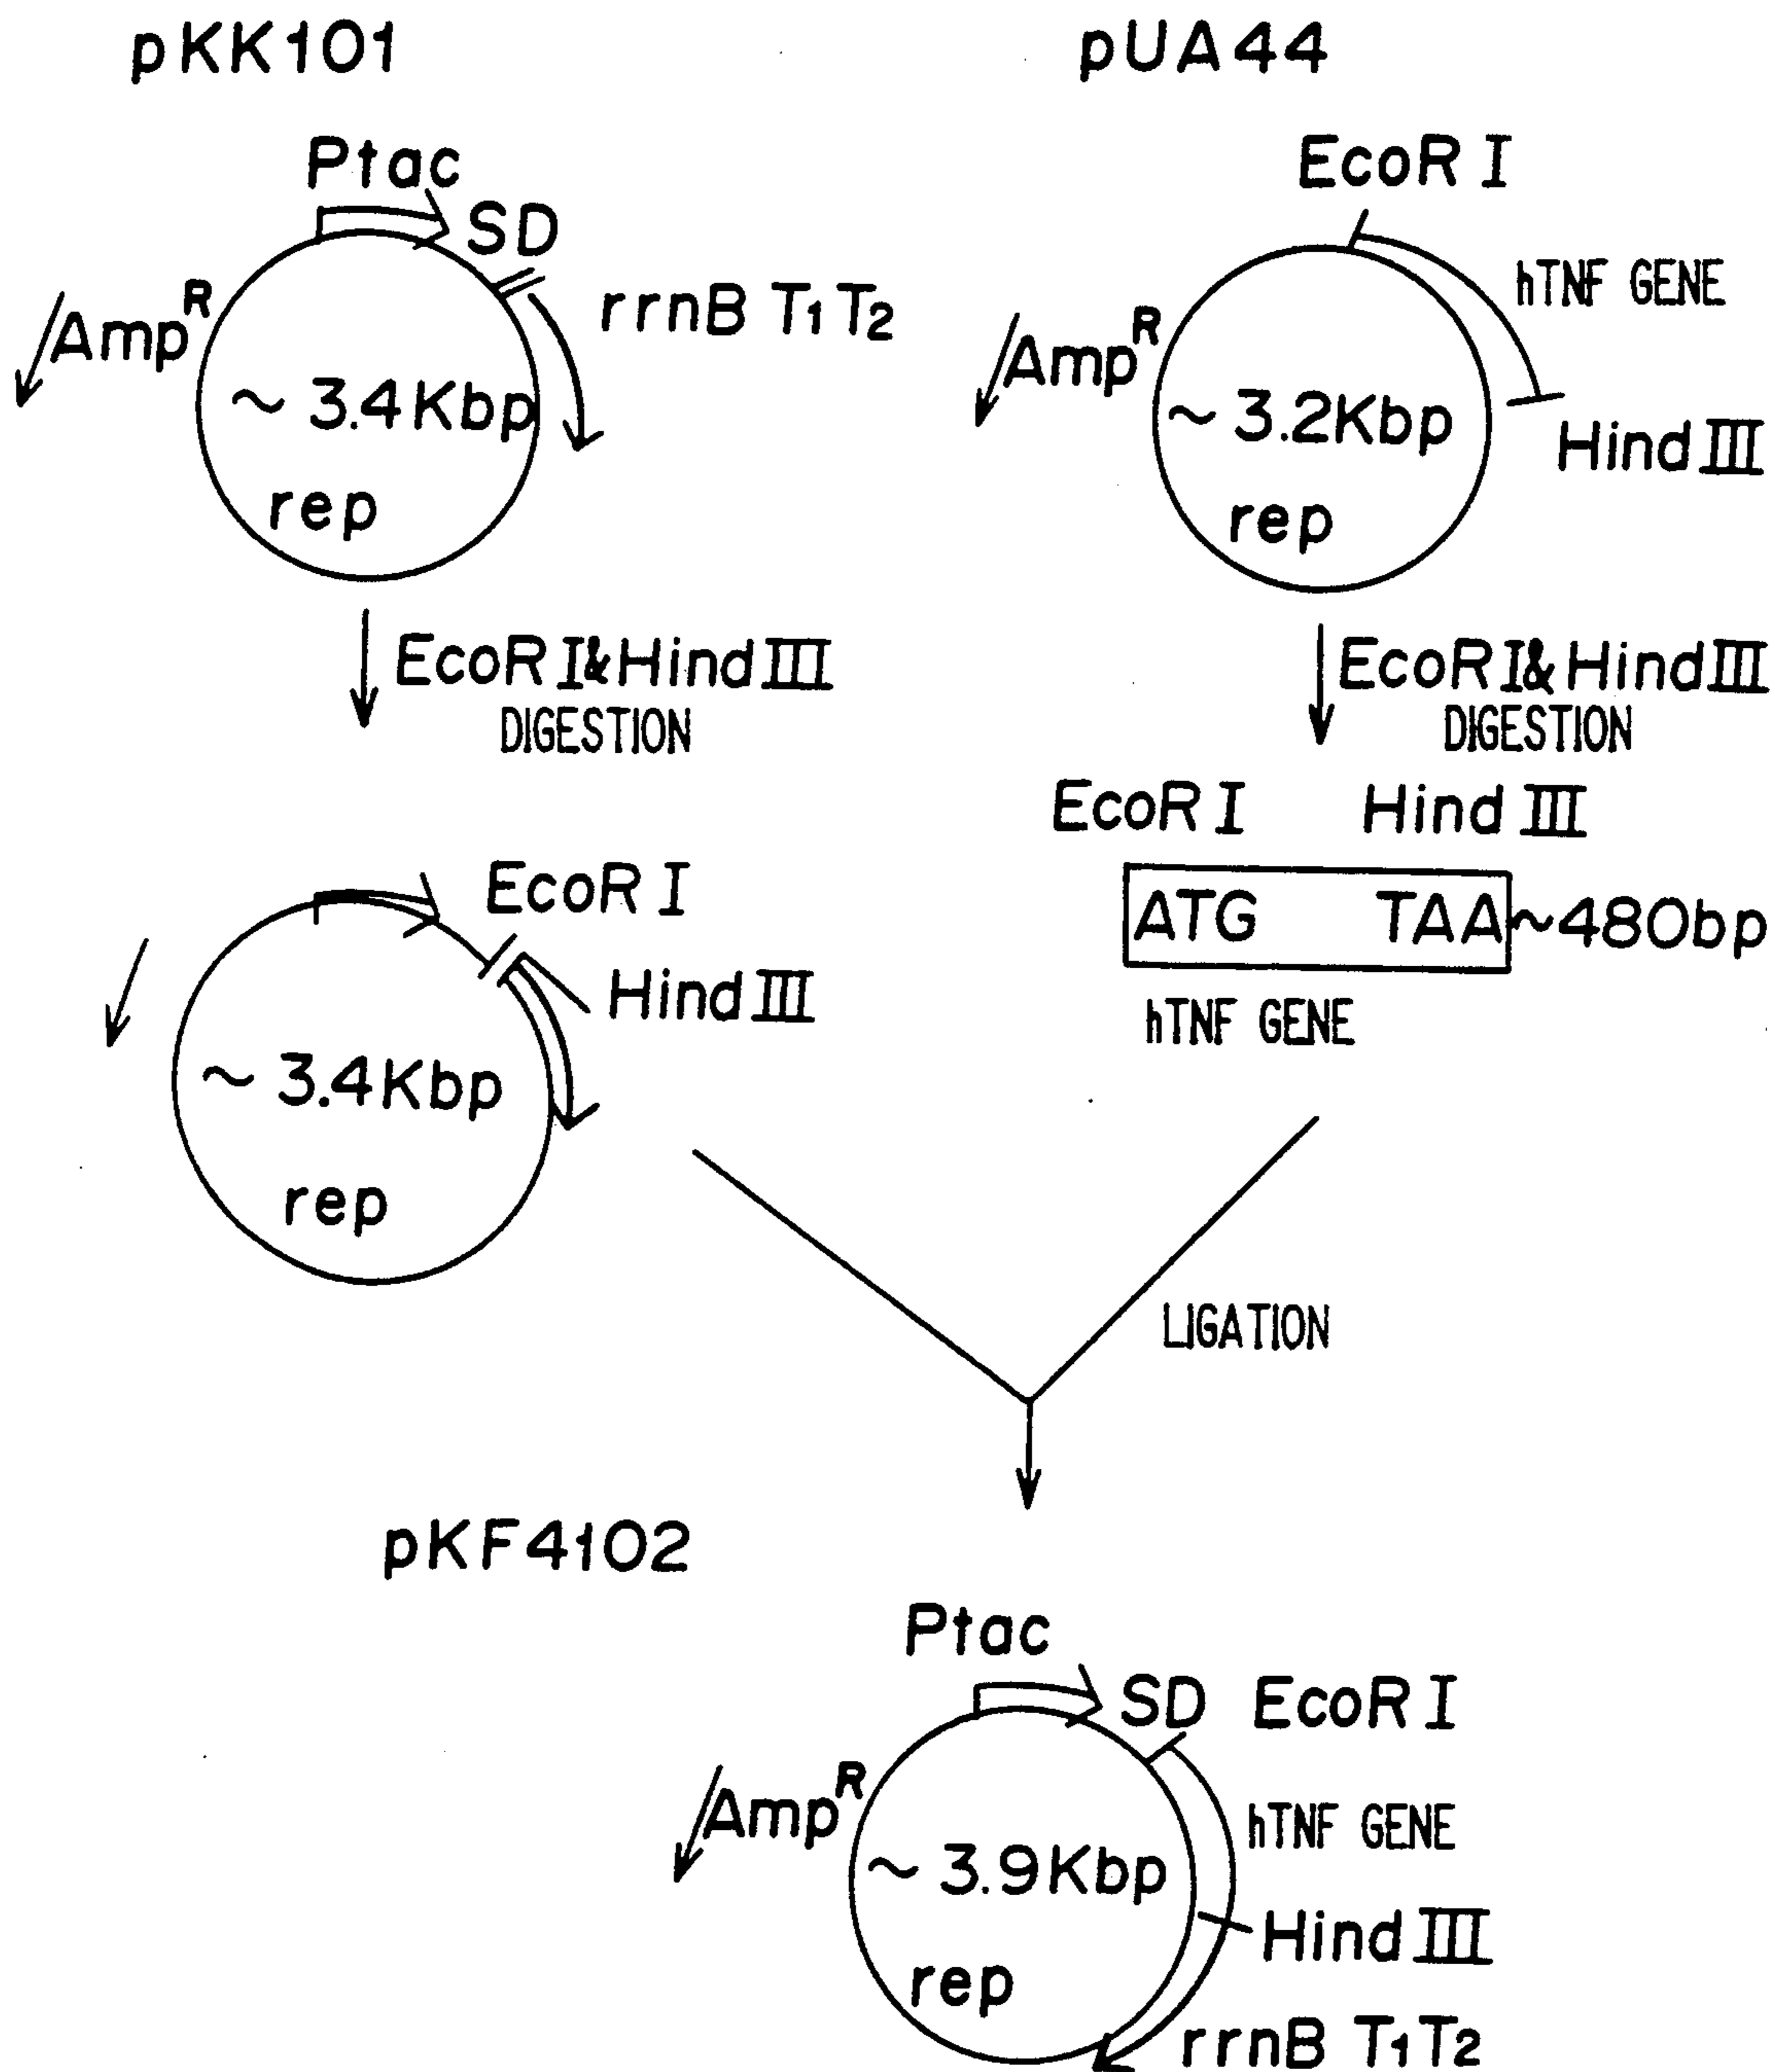 pKK101
pUA44
Ptac
SD
AmpR
rrnB T1T2
~3.4Kbp
rep
EcoR I
hTNF GENE
AmpR
~3.2Kbp
Hind III
rep
EcoR I&Hind III
DIGESTION
EcoR I&Hind III
DIGESTION
EcoR I
Hind III
~3.4Kbp
rep
EcoR I Hind III
ATG TAA ~480bp
hTNF GENE
LIGATION
pKF4102
Ptac
SD EcoR I
AmpR
hTNF GENE
~3.9Kbp
Hind III
rep
rrnB T1T2